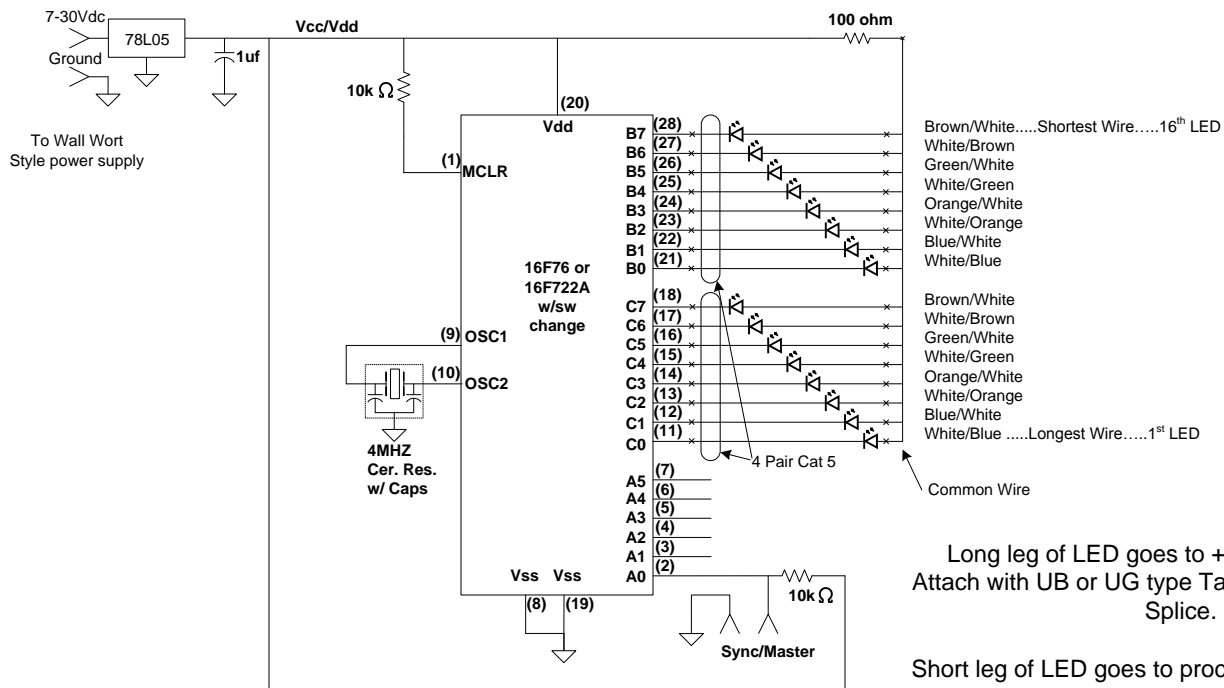 7-30Vdc
78L05
Ground
1uf
To Wall Wort
Style power supply
Vcc/Vdd
100 ohm
10k Ω
(20)
Vdd
(1)
MCLR
16F76 or
16F722A
w/sw
change
(9) OSC1
(10) OSC2
4MHZ
Cer. Res.
w/ Caps
Vss Vss
(8) (19)
B7 (28)
B6 (27)
B5 (26)
B4 (25)
B3 (24)
B2 (23)
B1 (22)
B0 (21)
C7 (18)
C6 (17)
C5 (16)
C4 (15)
C3 (14)
C2 (13)
C1 (12)
C0 (11)
A5 (7)
A4 (6)
A3 (5)
A2 (4)
A1 (3)
A0 (2)
10k Ω
Sync/Master
4 Pair Cat 5
Brown/White.....Shortest Wire.....16th LED
White/Brown
Green/White
White/Green
Orange/White
White/Orange
Blue/White
White/Blue
Brown/White
White/Brown
Green/White
White/Green
Orange/White
White/Orange
Blue/White
White/Blue .....Longest Wire.....1st LED
Common Wire
Long leg of LED goes to +
Attach with UB or UG type Ta
Splice.
Short leg of LED goes to proc